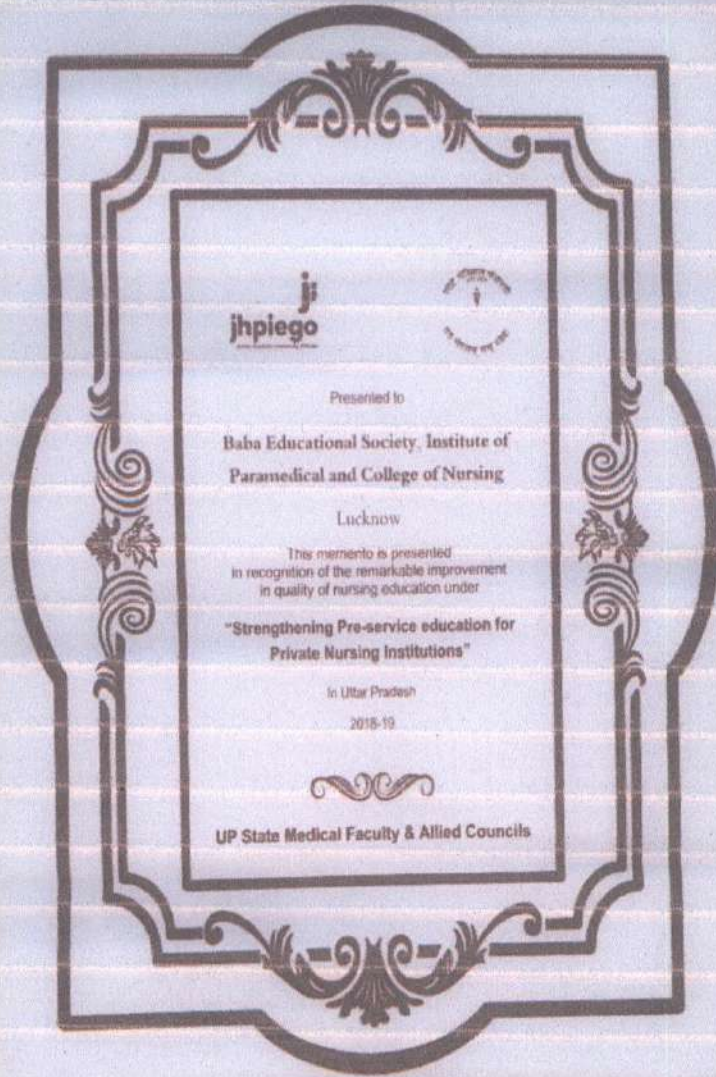 jhpiego
Presented to
Baba Educational Society, Institute of
Paramedical and College of Nursing
Lucknow
This memento is presented
in recognition of the remarkable improvement
in quality of nursing education under
"Strengthening Pre-service education for
Private Nursing Institutions"
In Uttar Pradesh
2018-19
UP State Medical Faculty & Allied Councils